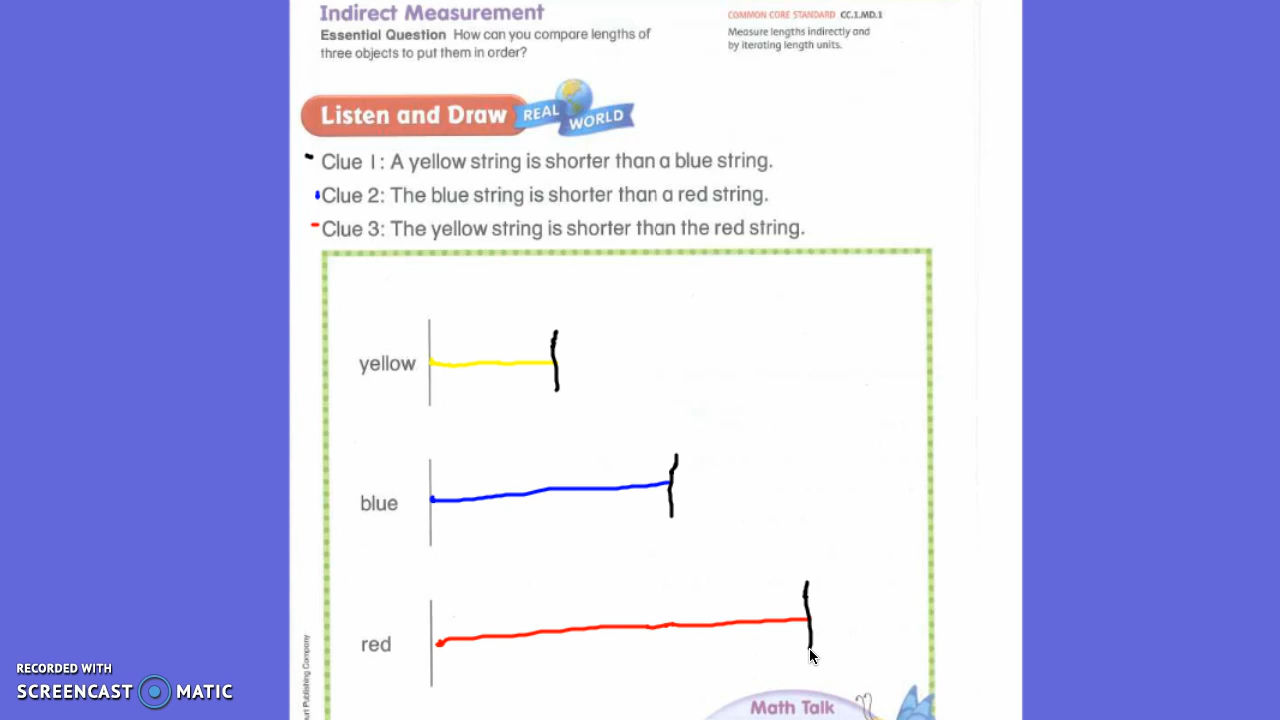 Indirect Measurement
COMMON CORE STANDARD CC.1.MD.1
Essential Question How can you compare lengths of
three objects to put them in order?
Measure lengths indirectly and
by iterating length units.
Listen and Draw
REAL WORLD
Clue 1: A yellow string is shorter than a blue string.
Clue 2: The blue string is shorter than a red string.
Clue 3: The yellow string is shorter than the red string.
yellow
blue
red
Publishing Company
Math Talk
RECORDED WITH
SCREENCAST MATIC